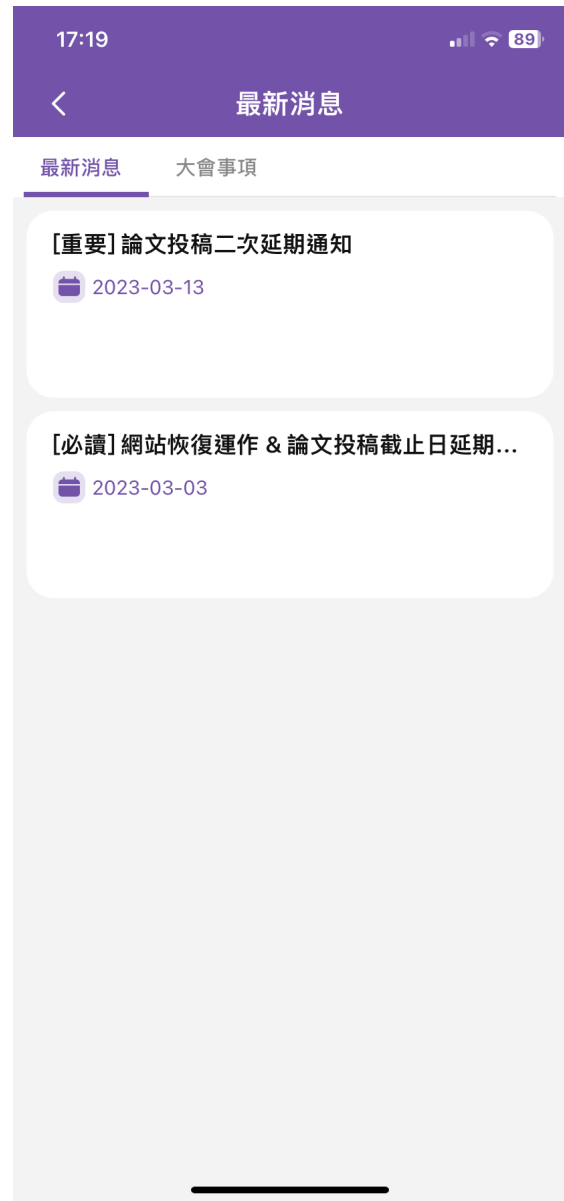 17:19
89
最新消息
最新消息 大會事項
[重要] 論文投稿二次延期通知
2023-03-13
[必讀] 網站恢復運作 & 論文投稿截止日延期...
2023-03-03